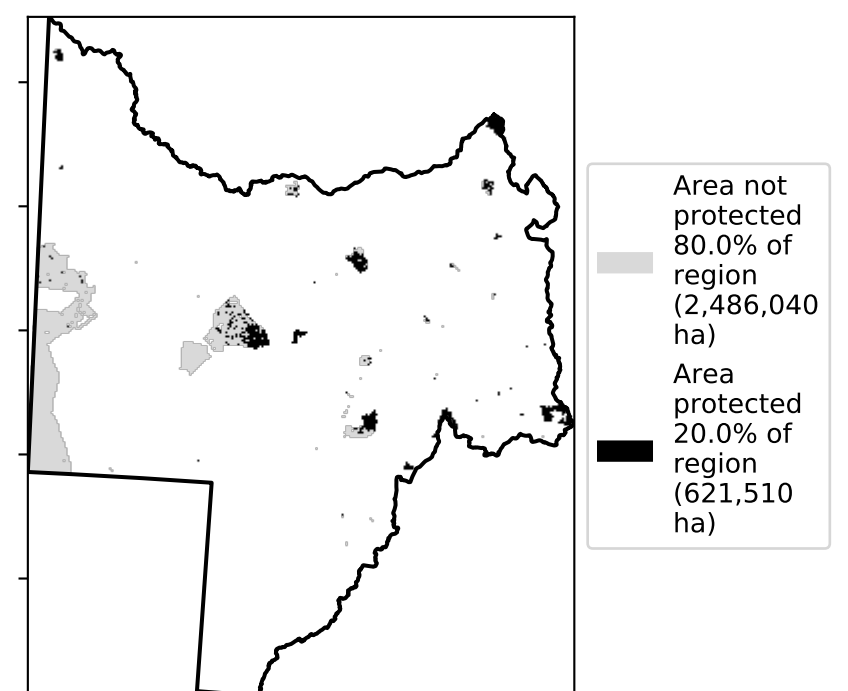 Area not
protected
80.0% of
region
(2,486,040
ha)
Area
protected
20.0% of
region
(621,510
ha)